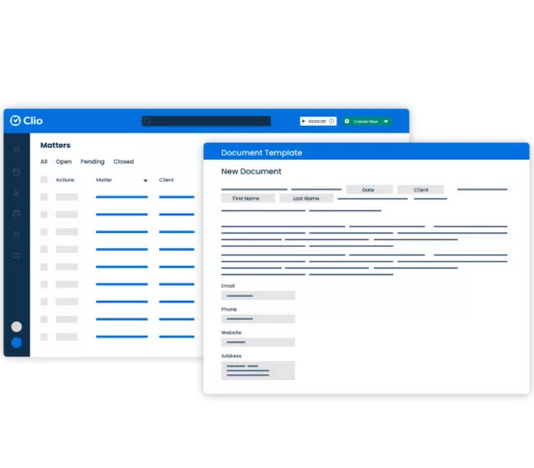 Clio
00:00:00
Create New
Matters
All Open Pending Closed
Actions Matter Client
Document Template
New Document
Date Client
First Name Last Name
Email
Phone
Website
Address